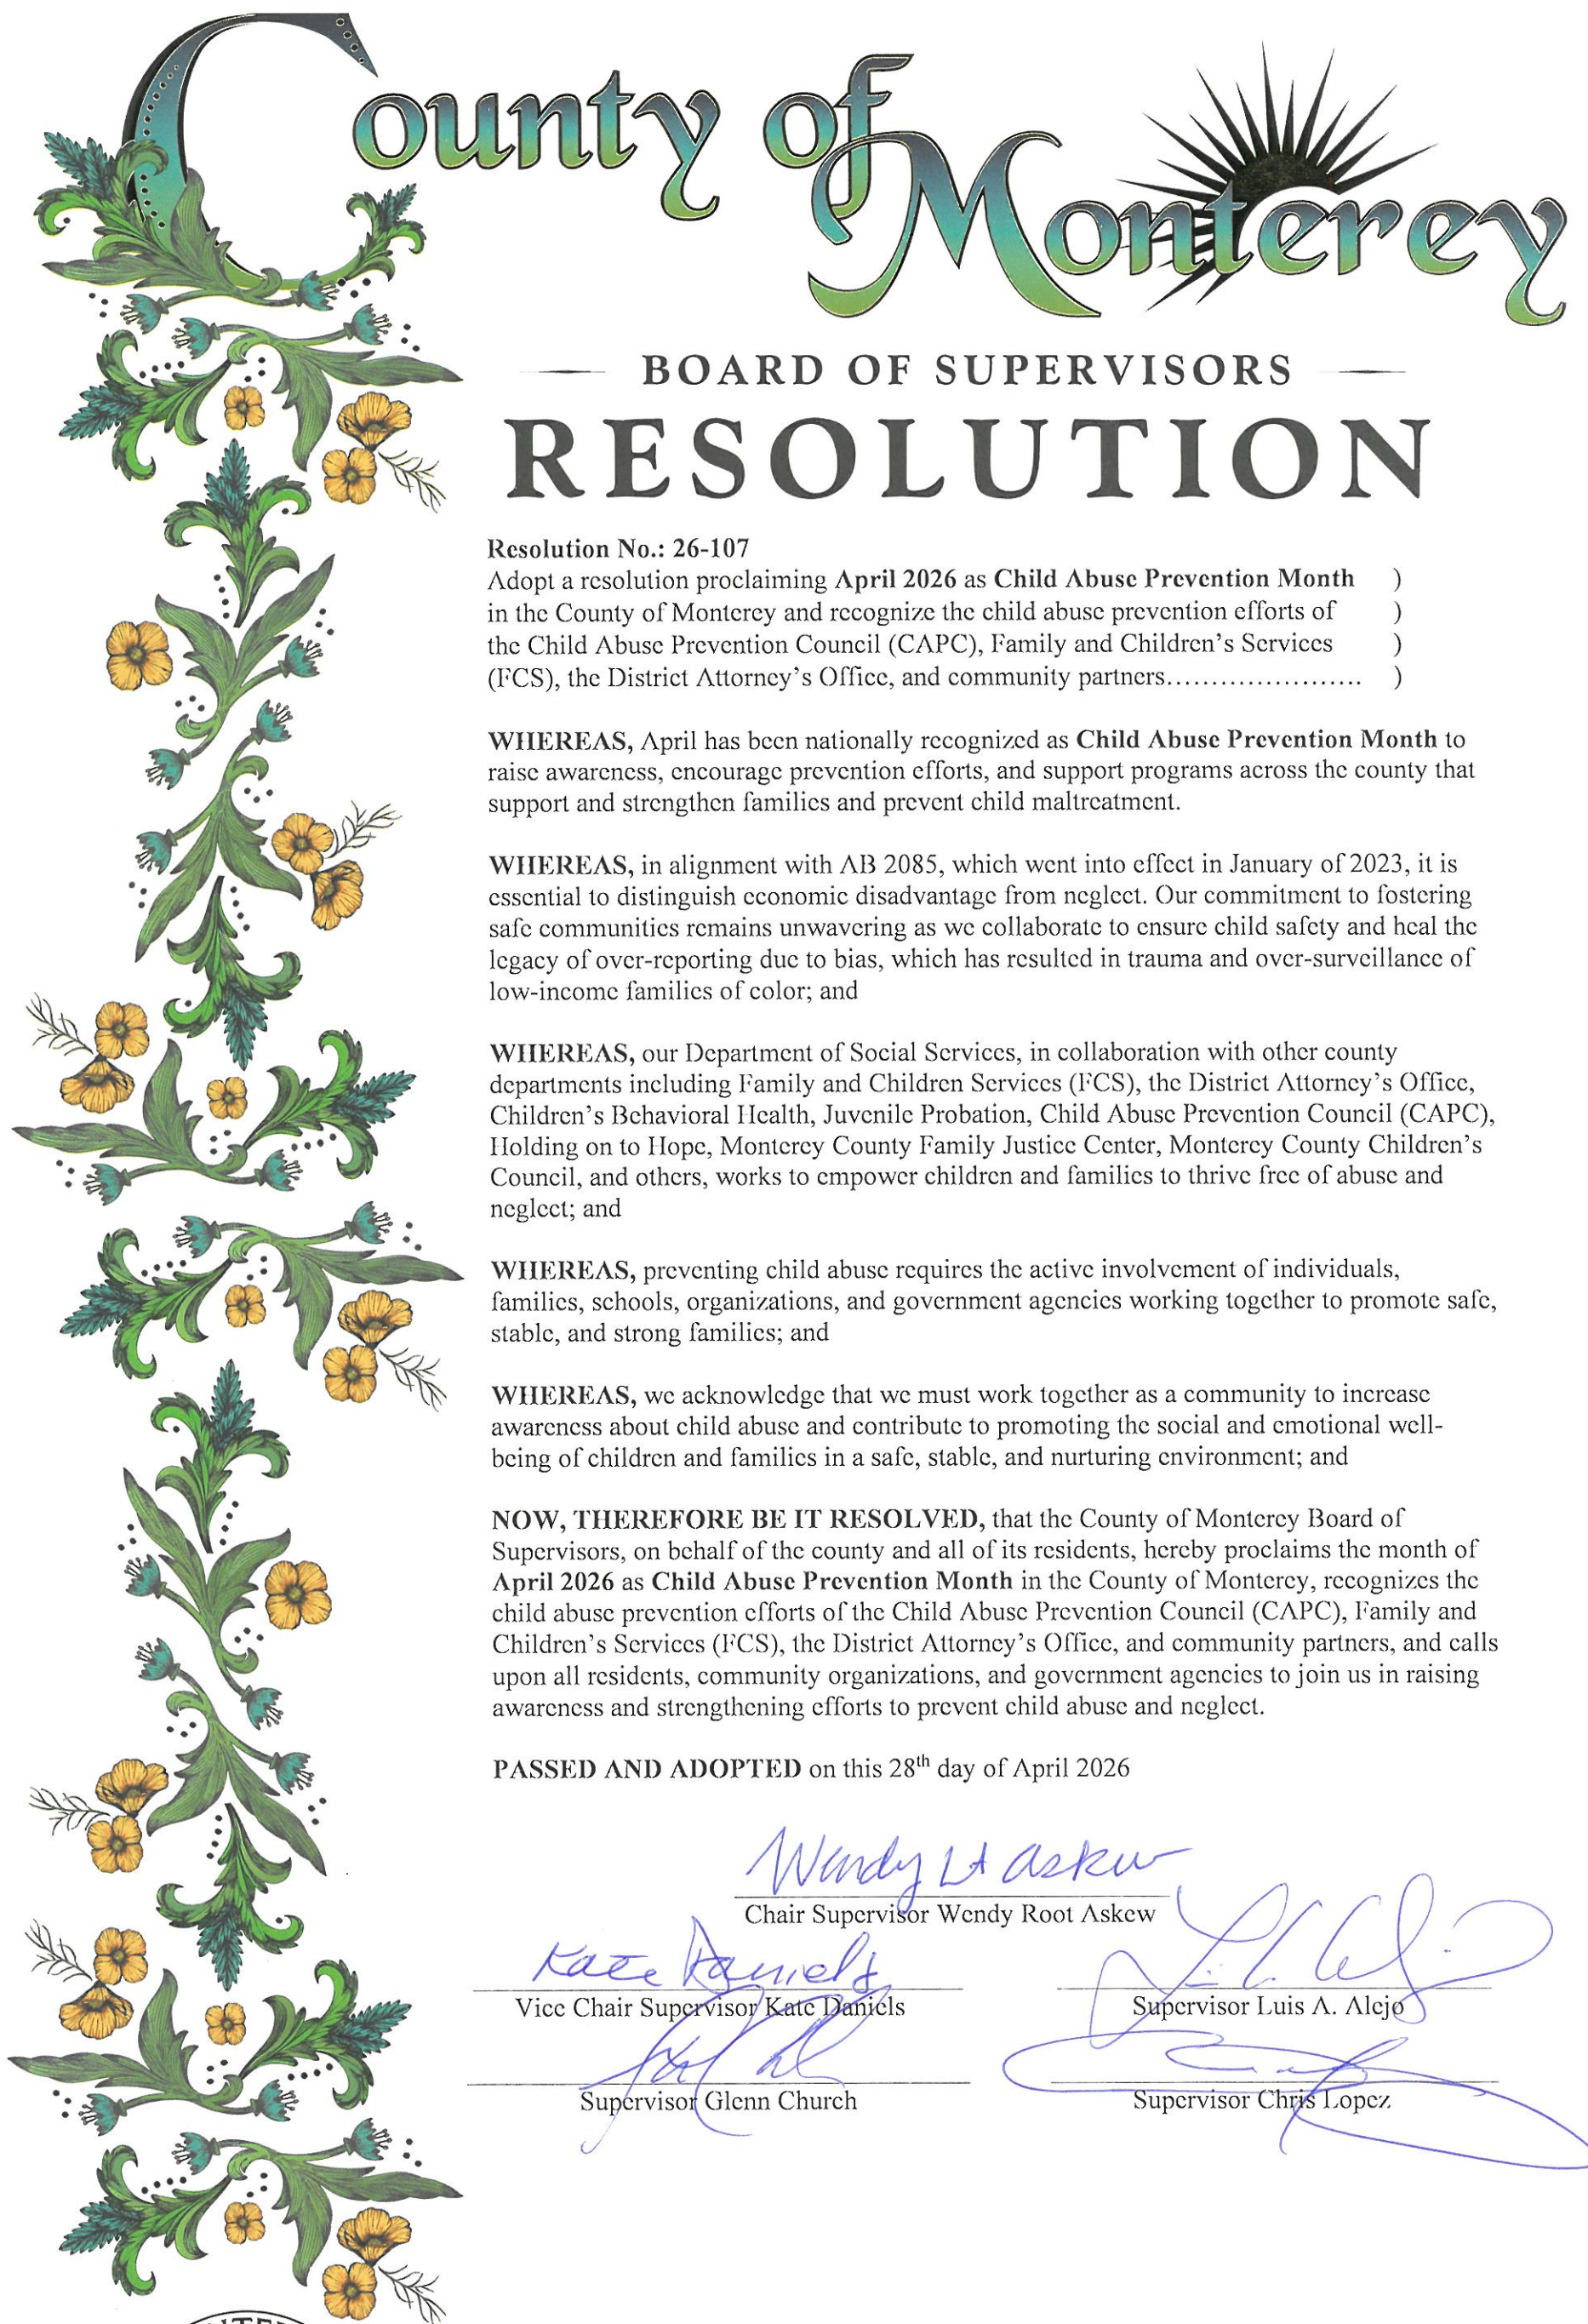 County of Monterey
BOARD OF SUPERVISORS
RESOLUTION
Resolution No.: 26-107
Adopt a resolution proclaiming April 2026 as Child Abuse Prevention Month )
in the County of Monterey and recognize the child abuse prevention efforts of )
the Child Abuse Prevention Council (CAPC), Family and Children's Services )
(FCS), the District Attorney's Office, and community partners...................... )
WHEREAS, April has been nationally recognized as Child Abuse Prevention Month to
raise awareness, encourage prevention efforts, and support programs across the county that
support and strengthen families and prevent child maltreatment.
WHEREAS, in alignment with AB 2085, which went into effect in January of 2023, it is
essential to distinguish economic disadvantage from neglect. Our commitment to fostering
safe communities remains unwavering as we collaborate to ensure child safety and heal the
legacy of over-reporting due to bias, which has resulted in trauma and over-surveillance of
low-income families of color; and
WHEREAS, our Department of Social Services, in collaboration with other county
departments including Family and Children Services (FCS), the District Attorney's Office,
Children's Behavioral Health, Juvenile Probation, Child Abuse Prevention Council (CAPC),
Holding on to Hope, Monterey County Family Justice Center, Monterey County Children's
Council, and others, works to empower children and families to thrive free of abuse and
neglect; and
WHEREAS, preventing child abuse requires the active involvement of individuals,
families, schools, organizations, and government agencies working together to promote safe,
stable, and strong families; and
WHEREAS, we acknowledge that we must work together as a community to increase
awareness about child abuse and contribute to promoting the social and emotional well-
being of children and families in a safe, stable, and nurturing environment; and
NOW, THEREFORE BE IT RESOLVED, that the County of Monterey Board of
Supervisors, on behalf of the county and all of its residents, hereby proclaims the month of
April 2026 as Child Abuse Prevention Month in the County of Monterey, recognizes the
child abuse prevention efforts of the Child Abuse Prevention Council (CAPC), Family and
Children's Services (FCS), the District Attorney's Office, and community partners, and calls
upon all residents, community organizations, and government agencies to join us in raising
awareness and strengthening efforts to prevent child abuse and neglect.
PASSED AND ADOPTED on this 28th day of April 2026
Wendy Rt Askew
Chair Supervisor Wendy Root Askew
Kate Daniels
Vice Chair Supervisor Kate Daniels
Supervisor Luis A. Alejo
Supervisor Glenn Church
Supervisor Chris Lopez